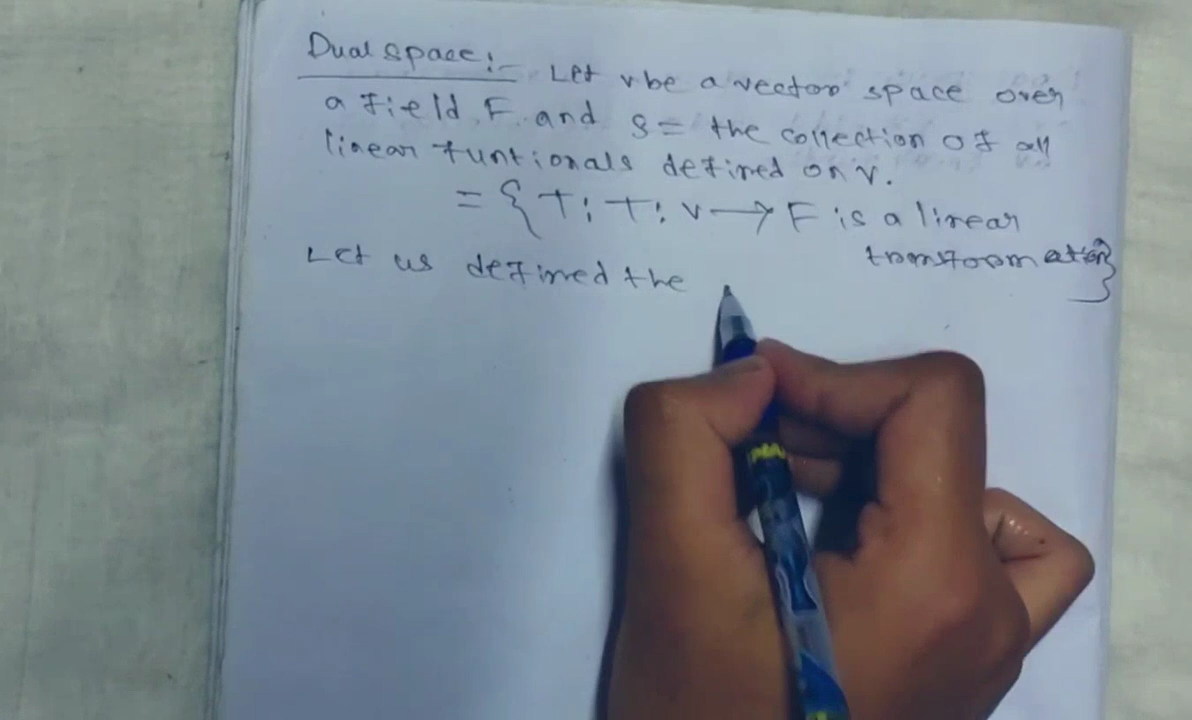 Dual space:- Let v be a vector space over
a field F and S = the collection of all
linear funtionals defined on v.
= { T: T: v → F is a linear
transformation}
Let us defined the